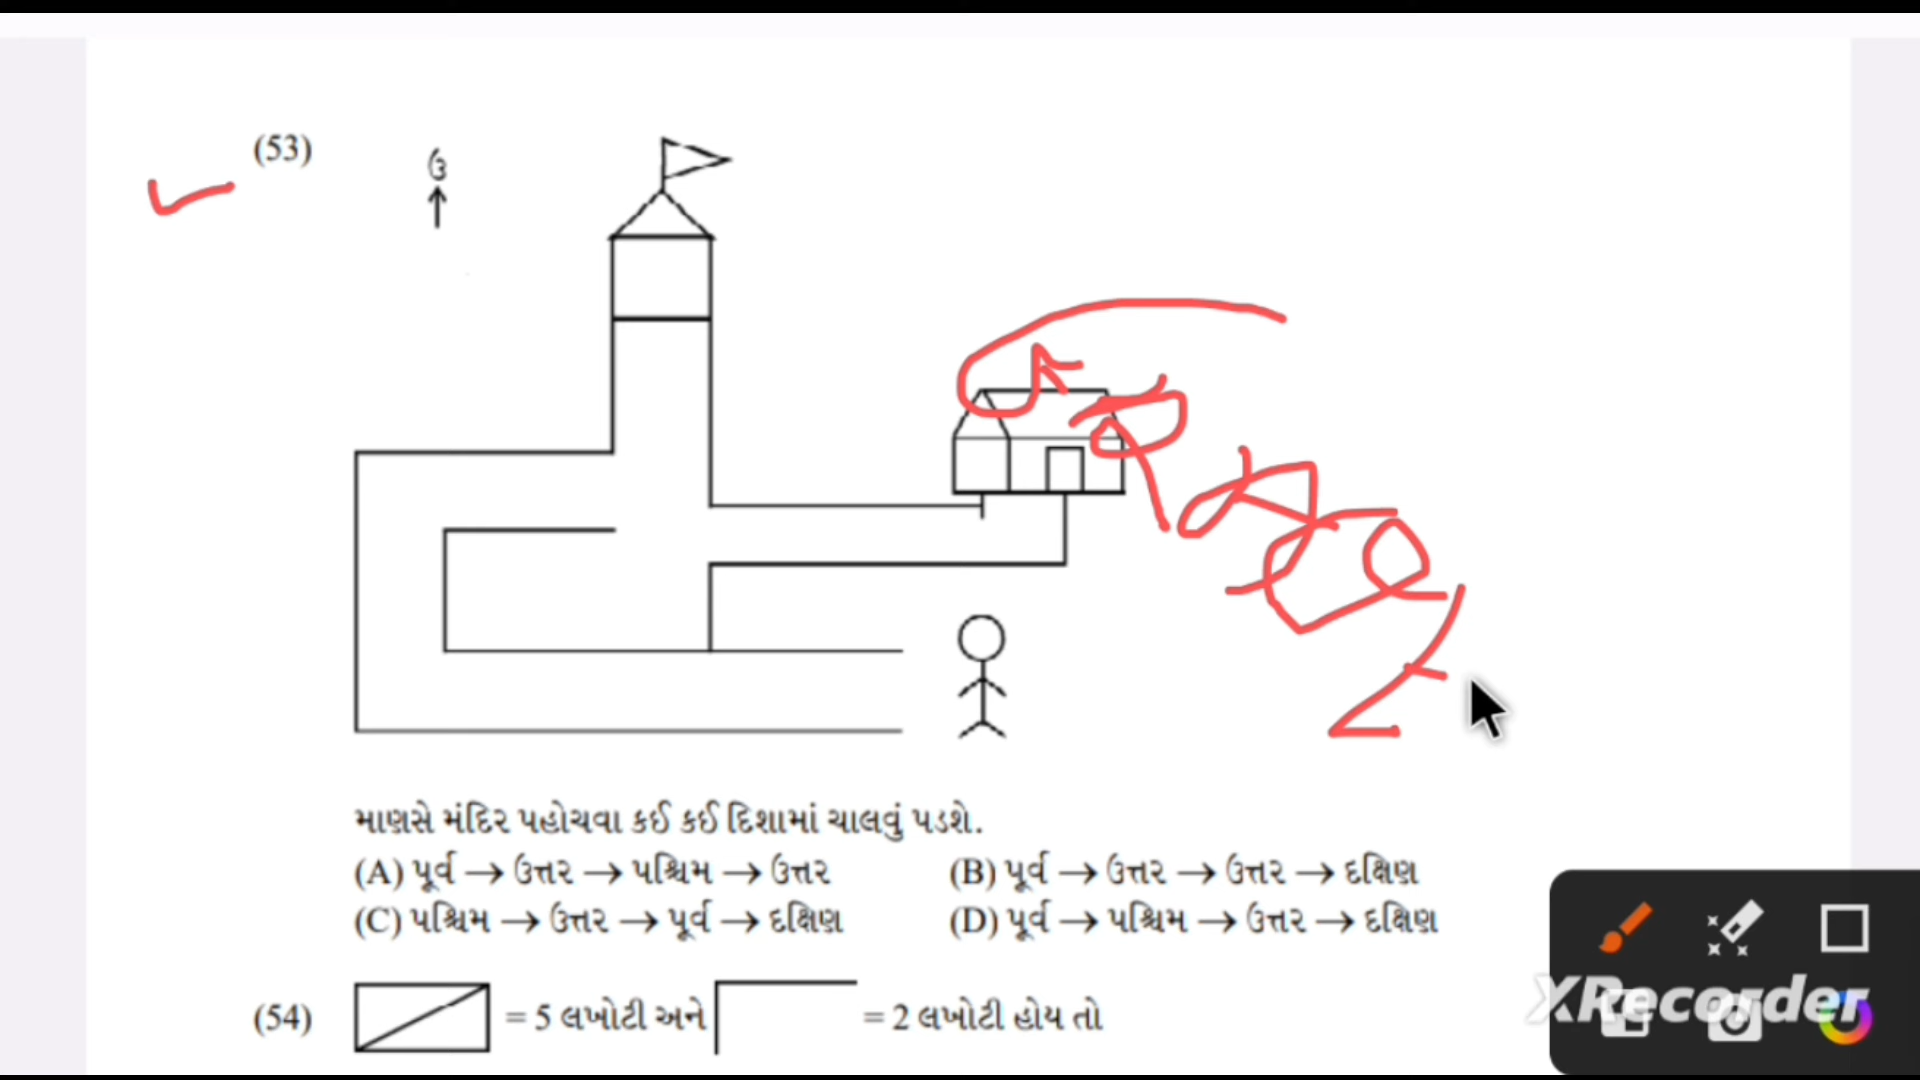 (53)
ઉ
માણસે મંદિર પહોચવા કઈ કઈ દિશામાં ચાલવું પડશે.
(A) પૂર્વ → ઉત્તર → પશ્ચિમ → ઉત્તર (B) પૂર્વ → ઉત્તર → ઉત્તર → દક્ષિણ
(C) પશ્ચિમ → ઉત્તર → પૂર્વ → દક્ષિણ (D) પૂર્વ → પશ્ચિમ → ઉત્તર → દક્ષિણ
(54) = 5 લખોટી અને = 2 લખોટી હોય તો
XRecorder